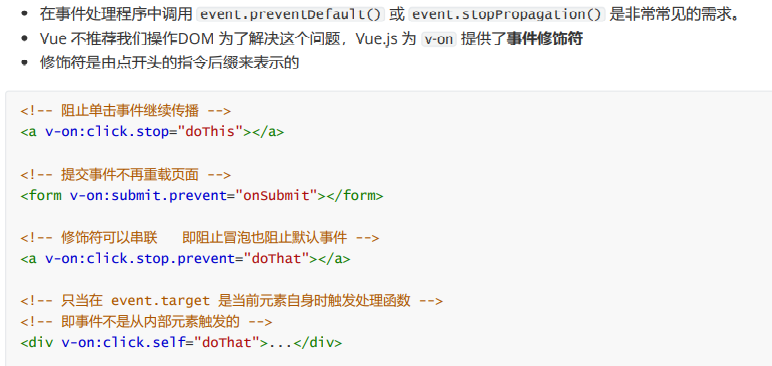 在事件处理程序中调用 event.preventDefault() 或 event.stopPropagation() 是非常常见的需求。
Vue 不推荐我们操作DOM 为了解决这个问题，Vue.js 为 v-on 提供了事件修饰符
修饰符是由点开头的指令后缀来表示的
<!-- 阻止单击事件继续传播 -->
<a v-on:click.stop="doThis"></a>
<!-- 提交事件不再重载页面 -->
<form v-on:submit.prevent="onSubmit"></form>
<!-- 修饰符可以串联   即阻止冒泡也阻止默认事件 -->
<a v-on:click.stop.prevent="doThat"></a>
<!-- 只当在 event.target 是当前元素自身时触发处理函数 -->
<!-- 即事件不是从内部元素触发的 -->
<div v-on:click.self="doThat">...</div>